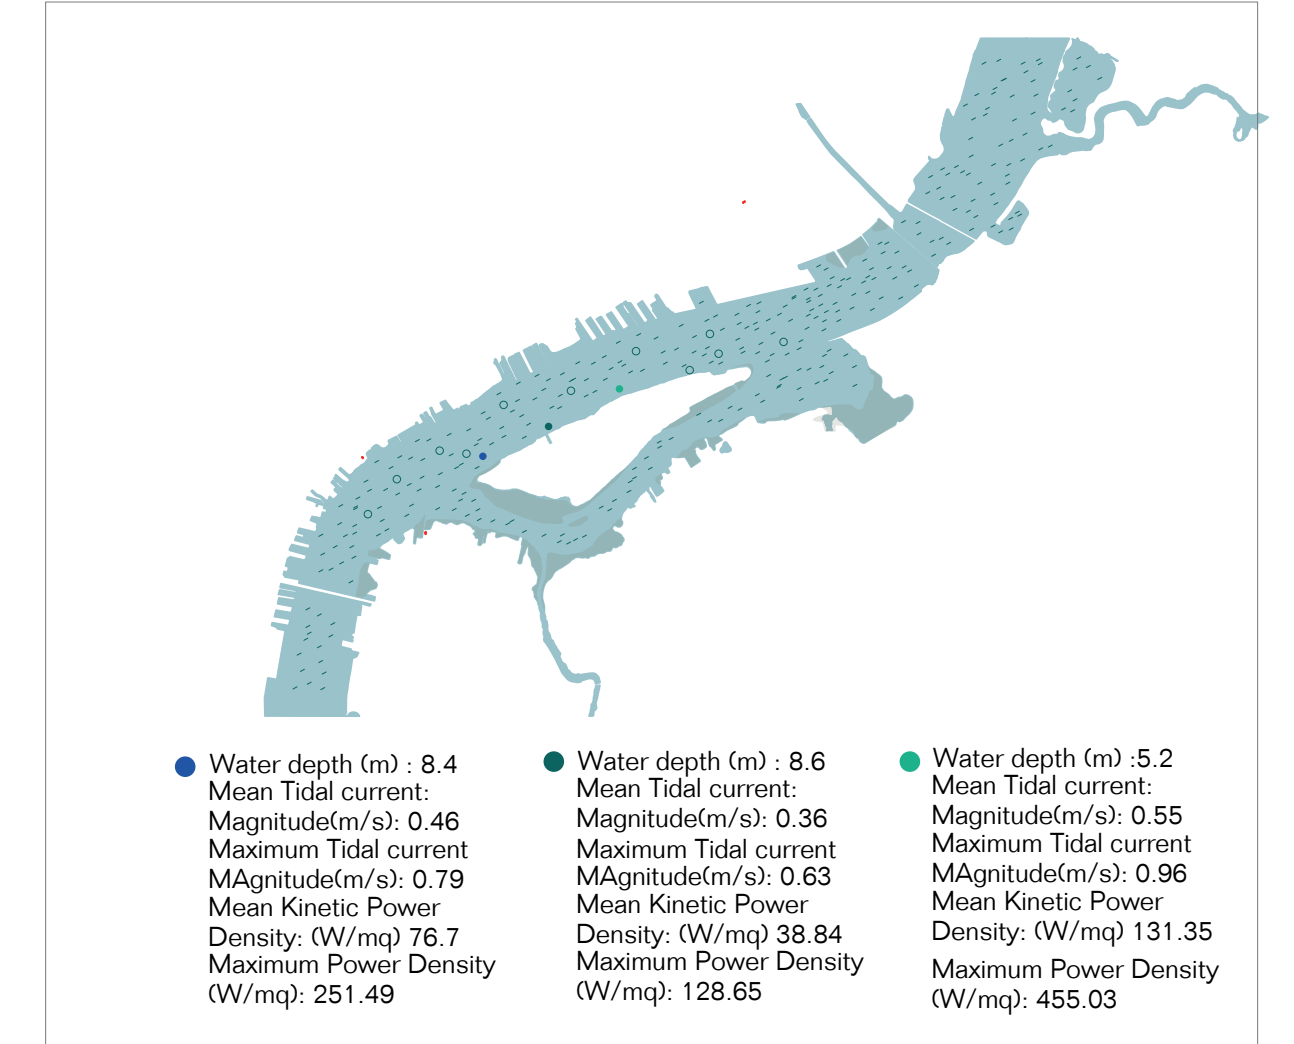 Water depth (m) : 8.4
Mean Tidal current:
Magnitude(m/s): 0.46
Maximum Tidal current
MAgnitude(m/s): 0.79
Mean Kinetic Power
Density: (W/mq) 76.7
Maximum Power Density
(W/mq): 251.49
Water depth (m) : 8.6
Mean Tidal current:
Magnitude(m/s): 0.36
Maximum Tidal current
MAgnitude(m/s): 0.63
Mean Kinetic Power
Density: (W/mq) 38.84
Maximum Power Density
(W/mq): 128.65
Water depth (m) :5.2
Mean Tidal current:
Magnitude(m/s): 0.55
Maximum Tidal current
MAgnitude(m/s): 0.96
Mean Kinetic Power
Density: (W/mq) 131.35
Maximum Power Density
(W/mq): 455.03